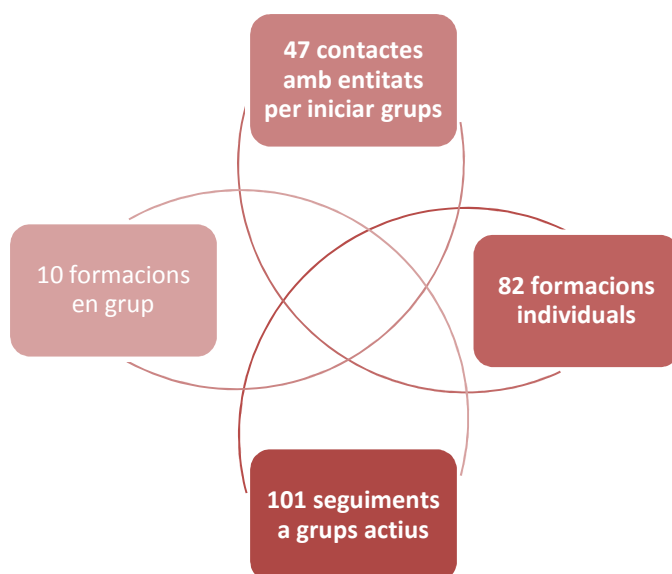 47 contactes
amb entitats
per iniciar grups
10 formacions
en grup
82 formacions
individuals
101 seguiments
a grups actius